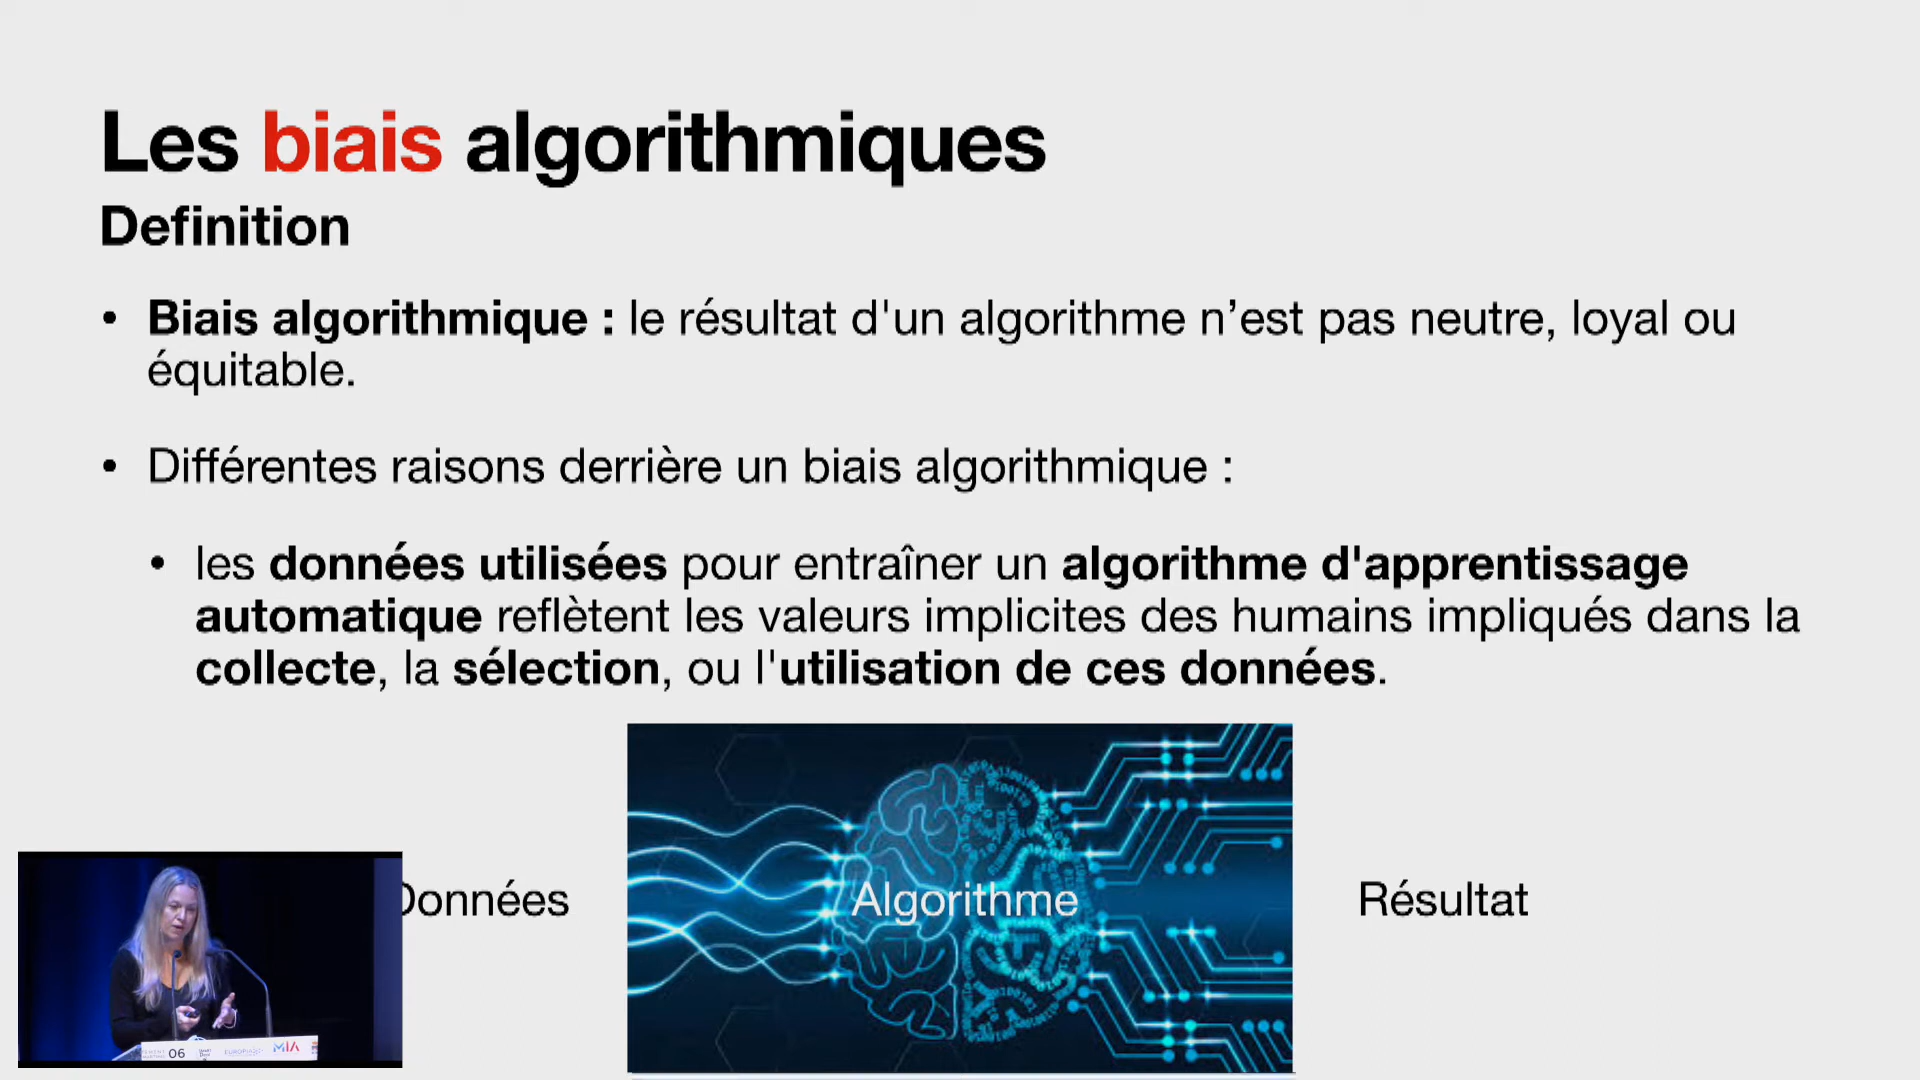 Les biais algorithmiques
Definition
• Biais algorithmique : le résultat d'un algorithme n’est pas neutre, loyal ou
équitable.
• Différentes raisons derrière un biais algorithmique :
• les données utilisées pour entraîner un algorithme d'apprentissage
automatique reflètent les valeurs implicites des humains impliqués dans la
collecte, la sélection, ou l'utilisation de ces données.
Données
Algorithme
Résultat
06
MIA